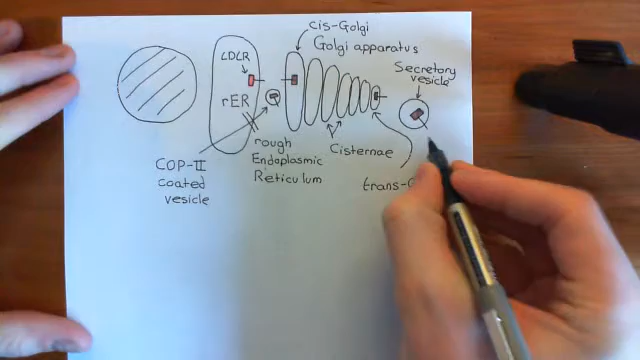 cis-Golgi
Golgi apparatus
LDLR
rER
Secretory
vesicle
rough
Endoplasmic
Reticulum
Cisternae
COP-II
coated
vesicle